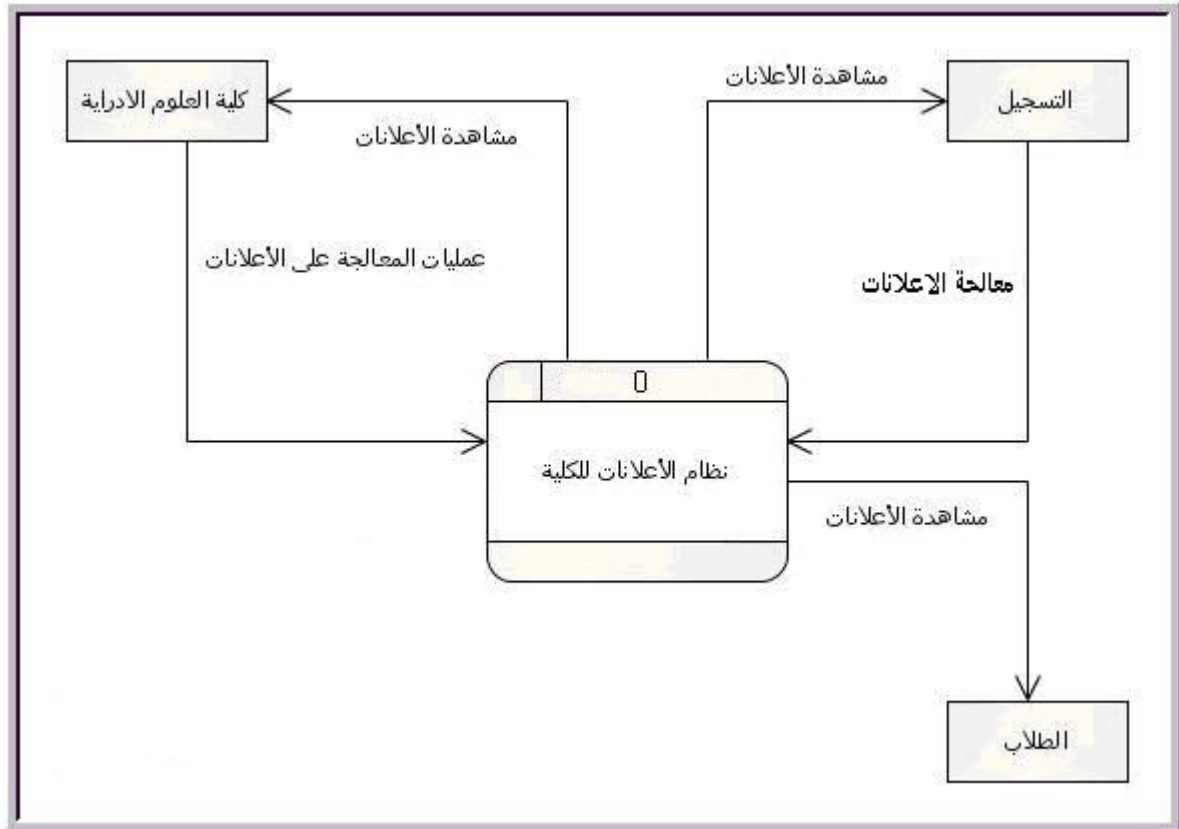 كلية العلوم الادراية
مشاهدة الأعلانات
التسجيل
مشاهدة الأعلانات
عمليات المعالجة على الأعلانات
معالحة الاعلانات
0
نظام الأعلانات للكلية
مشاهدة الأعلانات
الطلاب